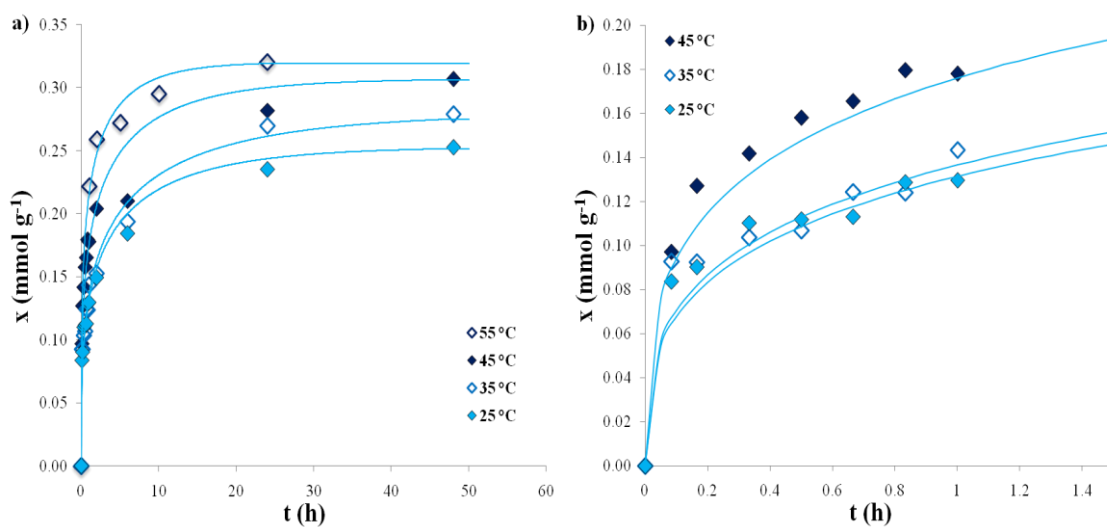 a)
0.35
0.30
0.25
0.20
0.15
0.10
0.05
0.00
x (mmol g-1)
0 10 20 30 40 50 60
t (h)
55 °C
45 °C
35 °C
25 °C
b)
0.20
0.18
0.16
0.14
0.12
0.10
0.08
0.06
0.04
0.02
0.00
x (mmol g-1)
0 0.2 0.4 0.6 0.8 1 1.2 1.4
t (h)
45 °C
35 °C
25 °C